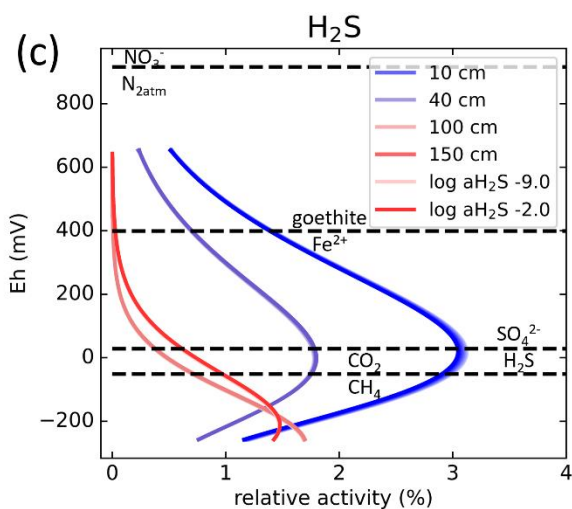 H₂S
(c)
NO₃⁻
N₂ₐₜₘ
10 cm
40 cm
100 cm
150 cm
log aH₂S -9.0
log aH₂S -2.0
goethite
Fe²⁺
SO₄²⁻
H₂S
CO₂
CH₄
800
600
400
200
0
−200
Eh (mV)
0 1 2 3 4
relative activity (%)